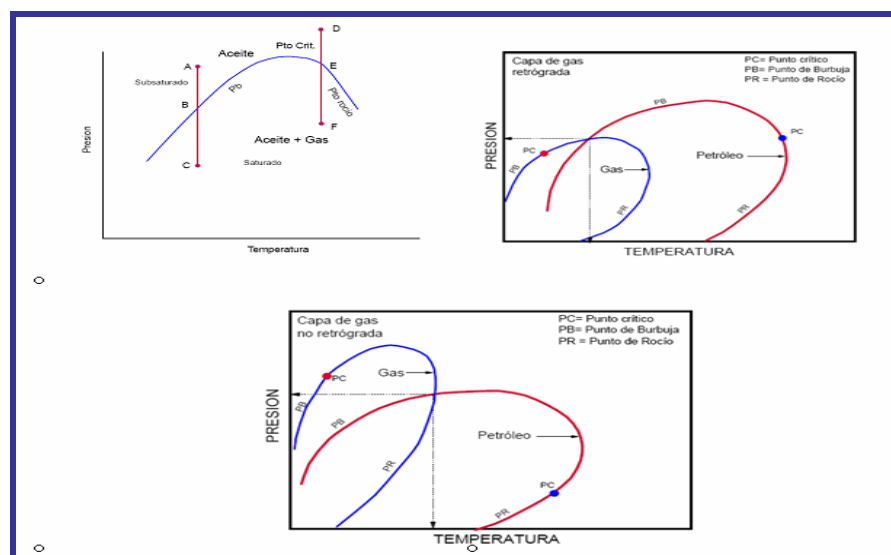 D
Aceite
Pto Crit.
A
E
Subsaturado
Pb
B
Pto rocio
F
Aceite + Gas
C
Saturado
Presion
Temperatura
Capa de gas
retrógrada
PC= Punto crítico
PB= Punto de Burbuja
PR = Punto de Rocío
PB
PC
PC
PRESION
PB
Gas
Petróleo
PR
PR
TEMPERATURA
Capa de gas
no retrógrada
PC= Punto crítico
PB= Punto de Burbuja
PR = Punto de Rocío
Gas
PC
PB
PB
PRESION
Petróleo
PR
PC
PR
TEMPERATURA